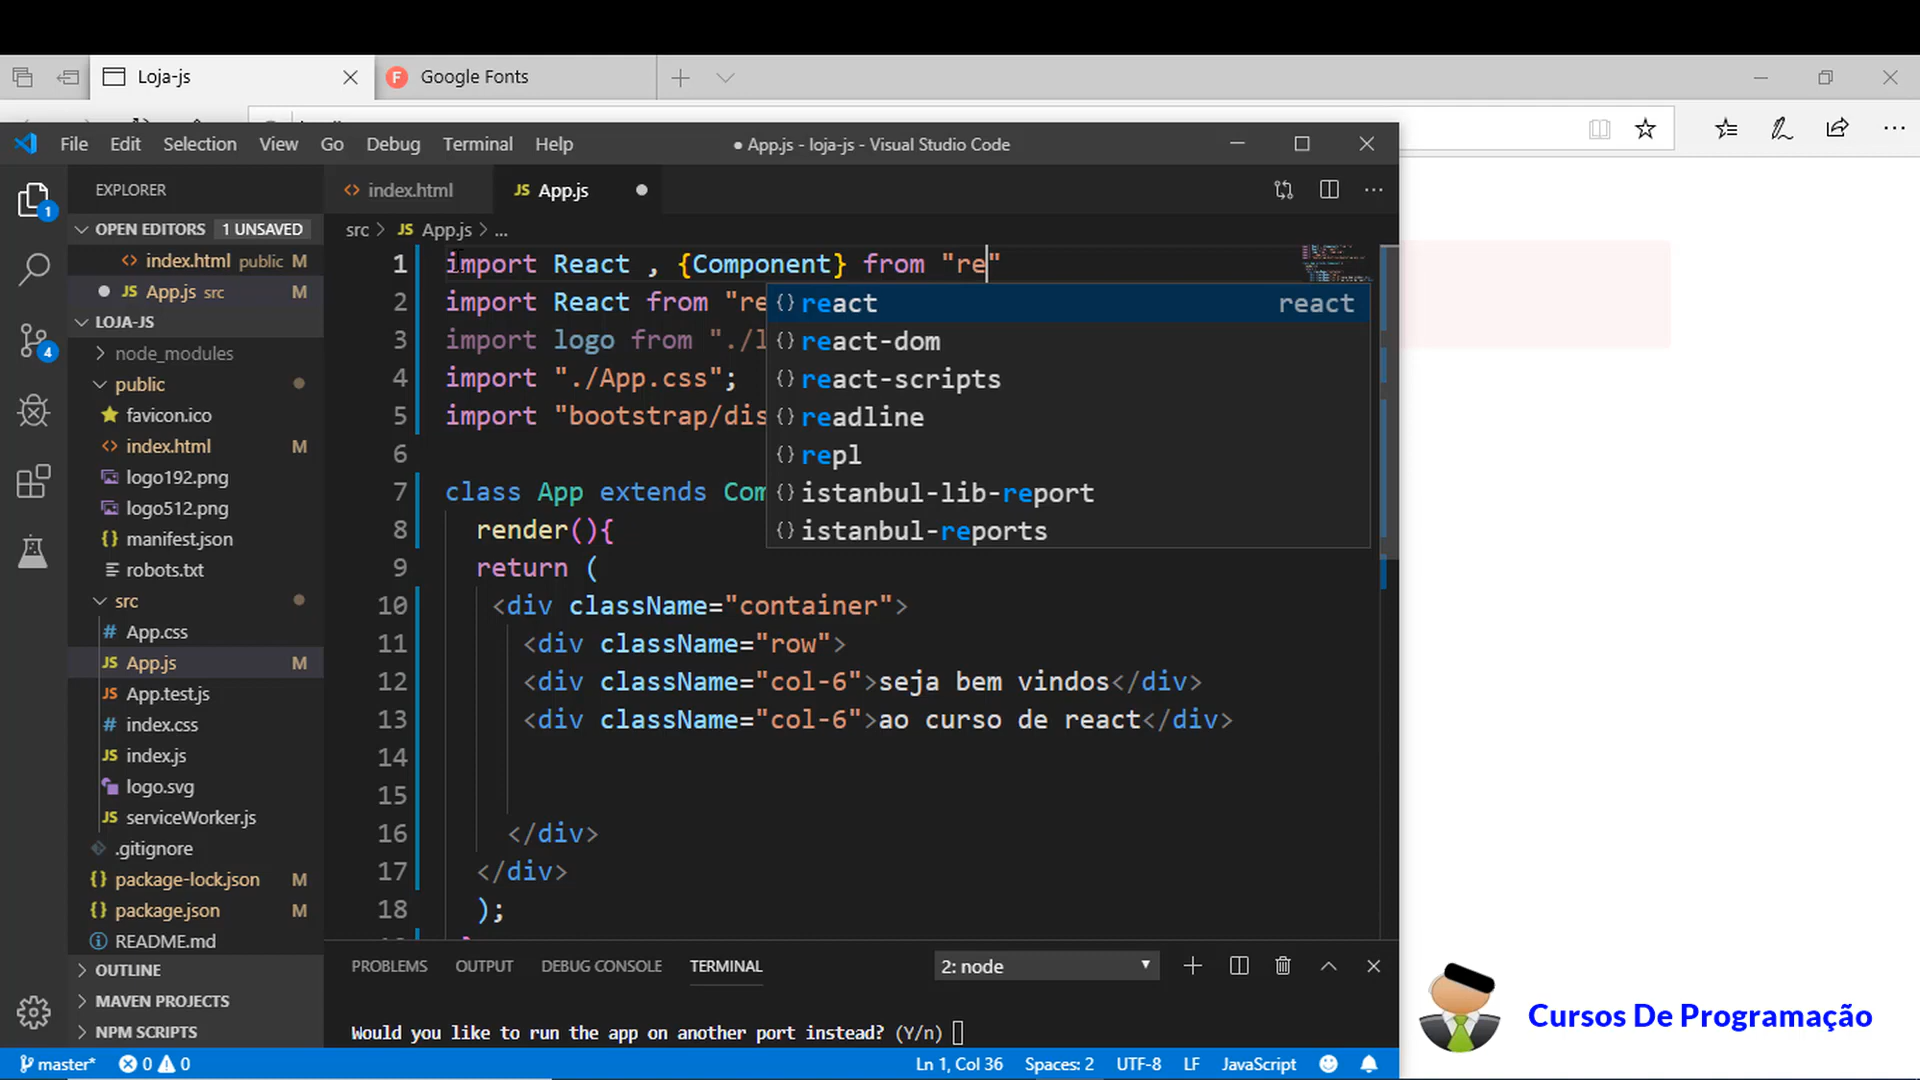 Loja-js
F Google Fonts
File Edit Selection View Go Debug Terminal Help
● App.js - loja-js - Visual Studio Code
EXPLORER
<> index.html
JS App.js
OPEN EDITORS 1 UNSAVED
<> index.html public M
JS App.js src M
LOJA-JS
node_modules
public
favicon.ico
<> index.html M
logo192.png
logo512.png
{} manifest.json
robots.txt
src
# App.css
JS App.js M
JS App.test.js
# index.css
JS index.js
logo.svg
JS serviceWorker.js
.gitignore
{} package-lock.json M
{} package.json M
README.md
OUTLINE
MAVEN PROJECTS
NPM SCRIPTS
1
4
src > JS App.js > ...
1 import React , {Component} from "re"
2 import React from "re
3 import logo from "./l
4 import "./App.css";
5 import "bootstrap/dis
6
7 class App extends Com
8 render(){
9 return (
10 <div className="container">
11 <div className="row">
12 <div className="col-6">seja bem vindos</div>
13 <div className="col-6">ao curso de react</div>
14
15
16 </div>
17 </div>
18 );
{} react react
{} react-dom
{} react-scripts
{} readline
{} repl
{} istanbul-lib-report
{} istanbul-reports
PROBLEMS OUTPUT DEBUG CONSOLE TERMINAL 2: node
Would you like to run the app on another port instead? (Y/n)
master* 0 0 Ln 1, Col 36 Spaces: 2 UTF-8 LF JavaScript
Cursos De Programação